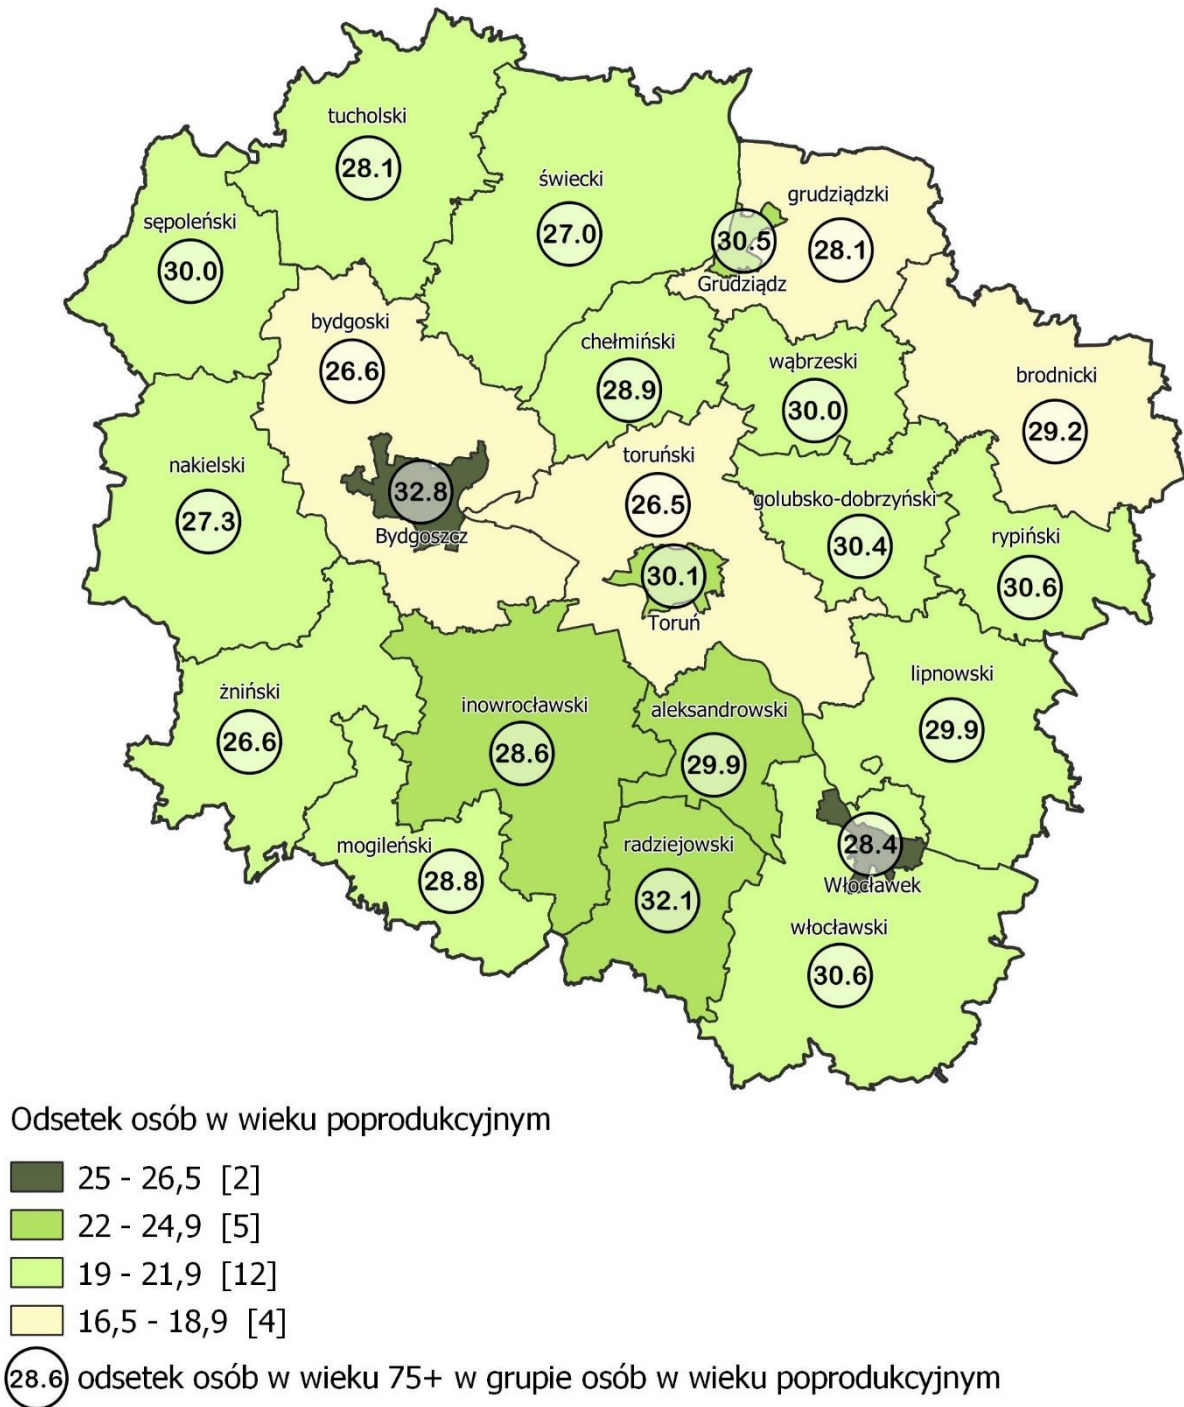 tucholski
28.1
świecki
27.0
grudziądzki
28.1
sępoleński
30.0
30.5
Grudziądz
bydgoski
26.6
chełmiński
28.9
wąbrzeski
30.0
brodnicki
29.2
nakielski
27.3
32.8
Bydgoszcz
toruński
26.5
golubsko-dobrzyński
30.4
rypiński
30.6
30.1
Toruń
żniński
26.6
inowrocławski
28.6
aleksandrowski
29.9
lipnowski
29.9
mogileński
28.8
radziejowski
32.1
28.4
Włocławek
włocławski
30.6
Odsetek osób w wieku poprodukcyjnym
25 - 26,5 [2]
22 - 24,9 [5]
19 - 21,9 [12]
16,5 - 18,9 [4]
28.6 odsetek osób w wieku 75+ w grupie osób w wieku poprodukcyjnym